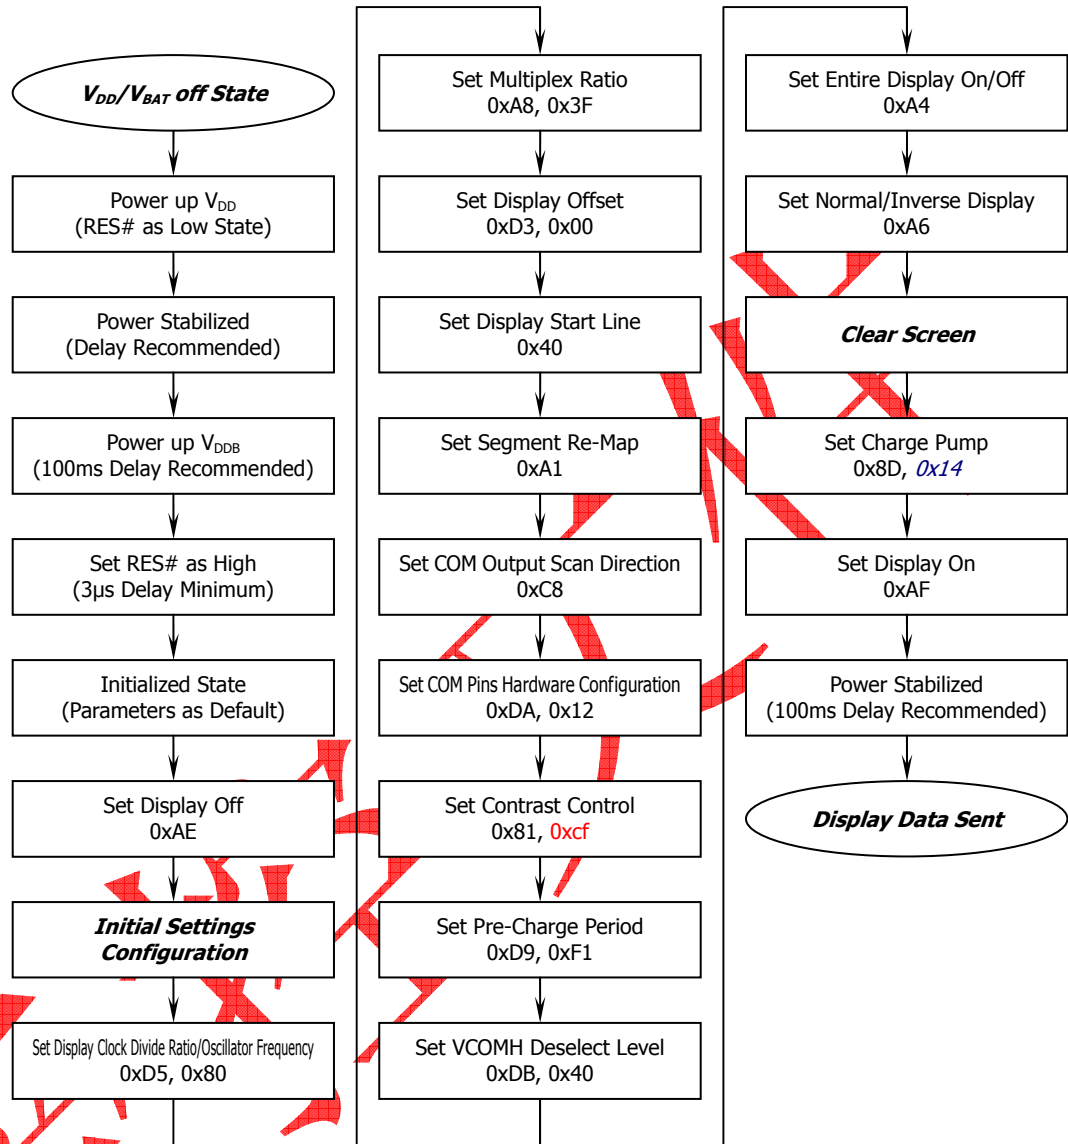 V_DD/V_BAT off State
Power up V_DD
(RES# as Low State)
Power Stabilized
(Delay Recommended)
Power up V_DDB
(100ms Delay Recommended)
Set RES# as High
(3µs Delay Minimum)
Initialized State
(Parameters as Default)
Set Display Off
0xAE
Initial Settings
Configuration
Set Display Clock Divide Ratio/Oscillator Frequency
0xD5, 0x80
Set Multiplex Ratio
0xA8, 0x3F
Set Display Offset
0xD3, 0x00
Set Display Start Line
0x40
Set Segment Re-Map
0xA1
Set COM Output Scan Direction
0xC8
Set COM Pins Hardware Configuration
0xDA, 0x12
Set Contrast Control
0x81, 0xcf
Set Pre-Charge Period
0xD9, 0xF1
Set VCOMH Deselect Level
0xDB, 0x40
Set Entire Display On/Off
0xA4
Set Normal/Inverse Display
0xA6
Clear Screen
Set Charge Pump
0x8D, 0x14
Set Display On
0xAF
Power Stabilized
(100ms Delay Recommended)
Display Data Sent